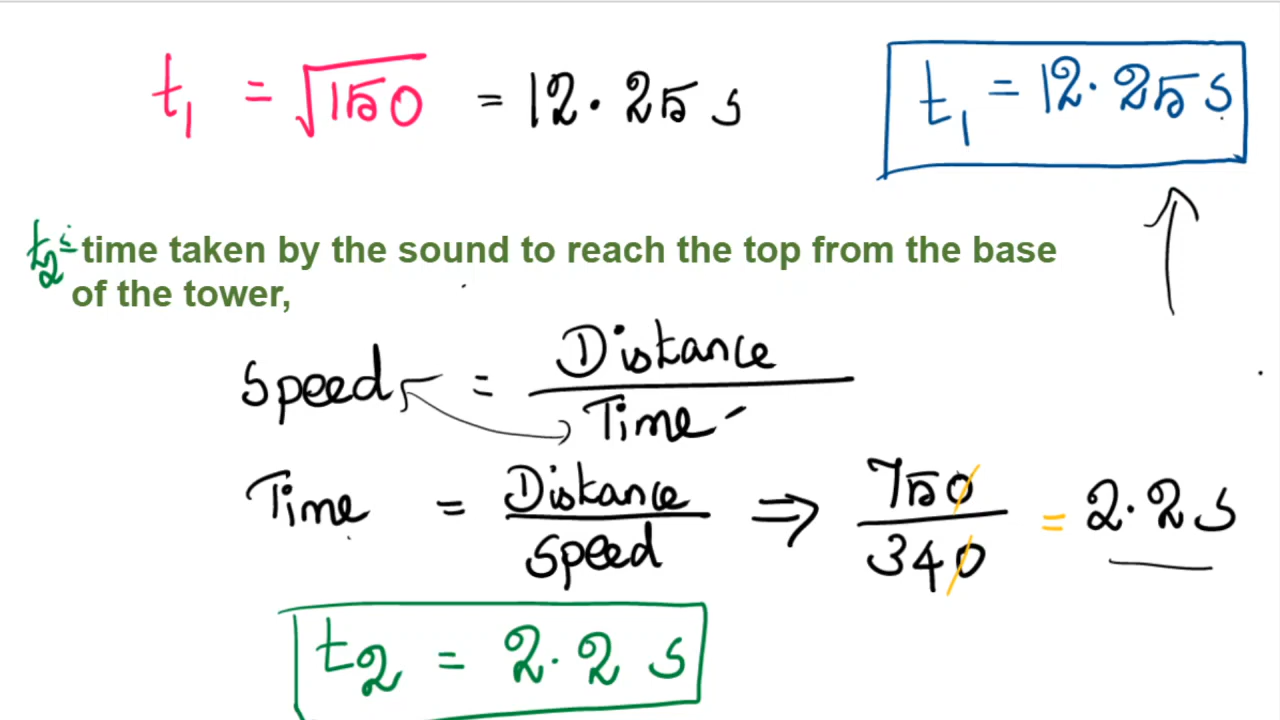 t₁ = √150 = 12.25 s
t₁ = 12.25 s
t₂ = time taken by the sound to reach the top from the base
of the tower,
Speed = Distance / Time
Time = Distance / Speed ⇒ 750 / 340 = 2.2 s
t₂ = 2.2 s